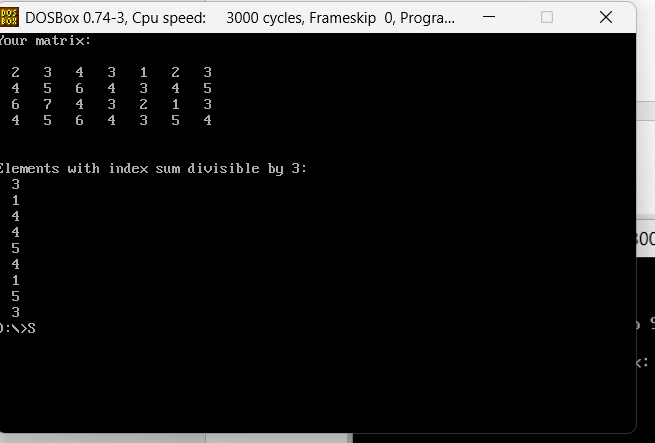 DOS
BOX
DOSBox 0.74-3, Cpu speed: 3000 cycles, Frameskip 0, Progra...
Your matrix:
2 3 4 3 1 2 3
4 5 6 4 3 4 5
6 7 4 3 2 1 3
4 5 6 4 3 5 4
Elements with index sum divisible by 3:
3
1
4
4
5
4
1
5
3
D:\>S